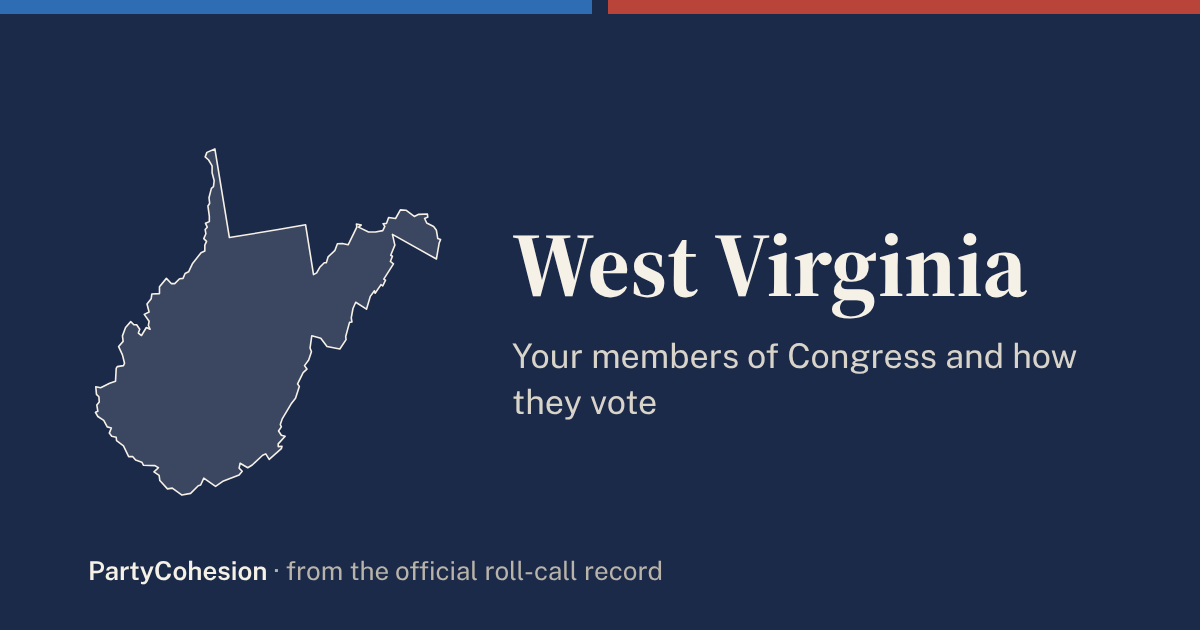 West Virginia
Your members of Congress and how
they vote
PartyCohesion · from the official roll-call record